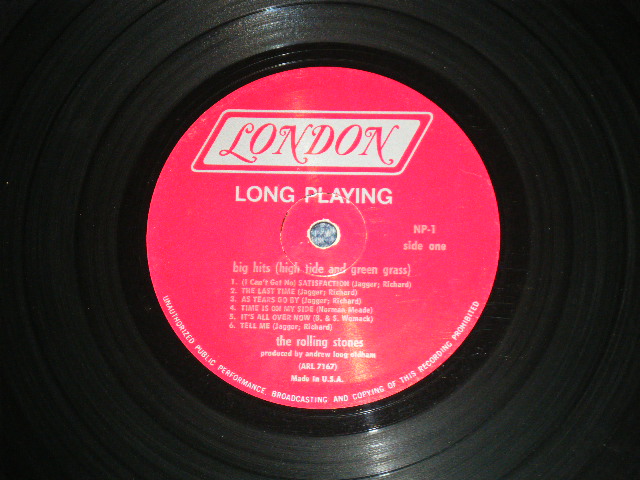 LONDON
LONG PLAYING
NP-1
side one
big hits (high tide and green grass)
1. (I Can't Get No) SATISFACTION (Jagger; Richard)
2. THE LAST TIME (Jagger; Richard)
3. AS YEARS GO BY (Jagger; Richard)
4. TIME IS ON MY SIDE (Norman Meade)
5. IT'S ALL OVER NOW (B. & S. Womack)
6. TELL ME (Jagger; Richard)
the rolling stones
produced by andrew loog oldham
(ARL 7167)
Made in U.S.A.
UNAUTHORIZED PUBLIC PERFORMANCE BROADCASTING AND COPYING OF THIS RECORDING PROHIBITED